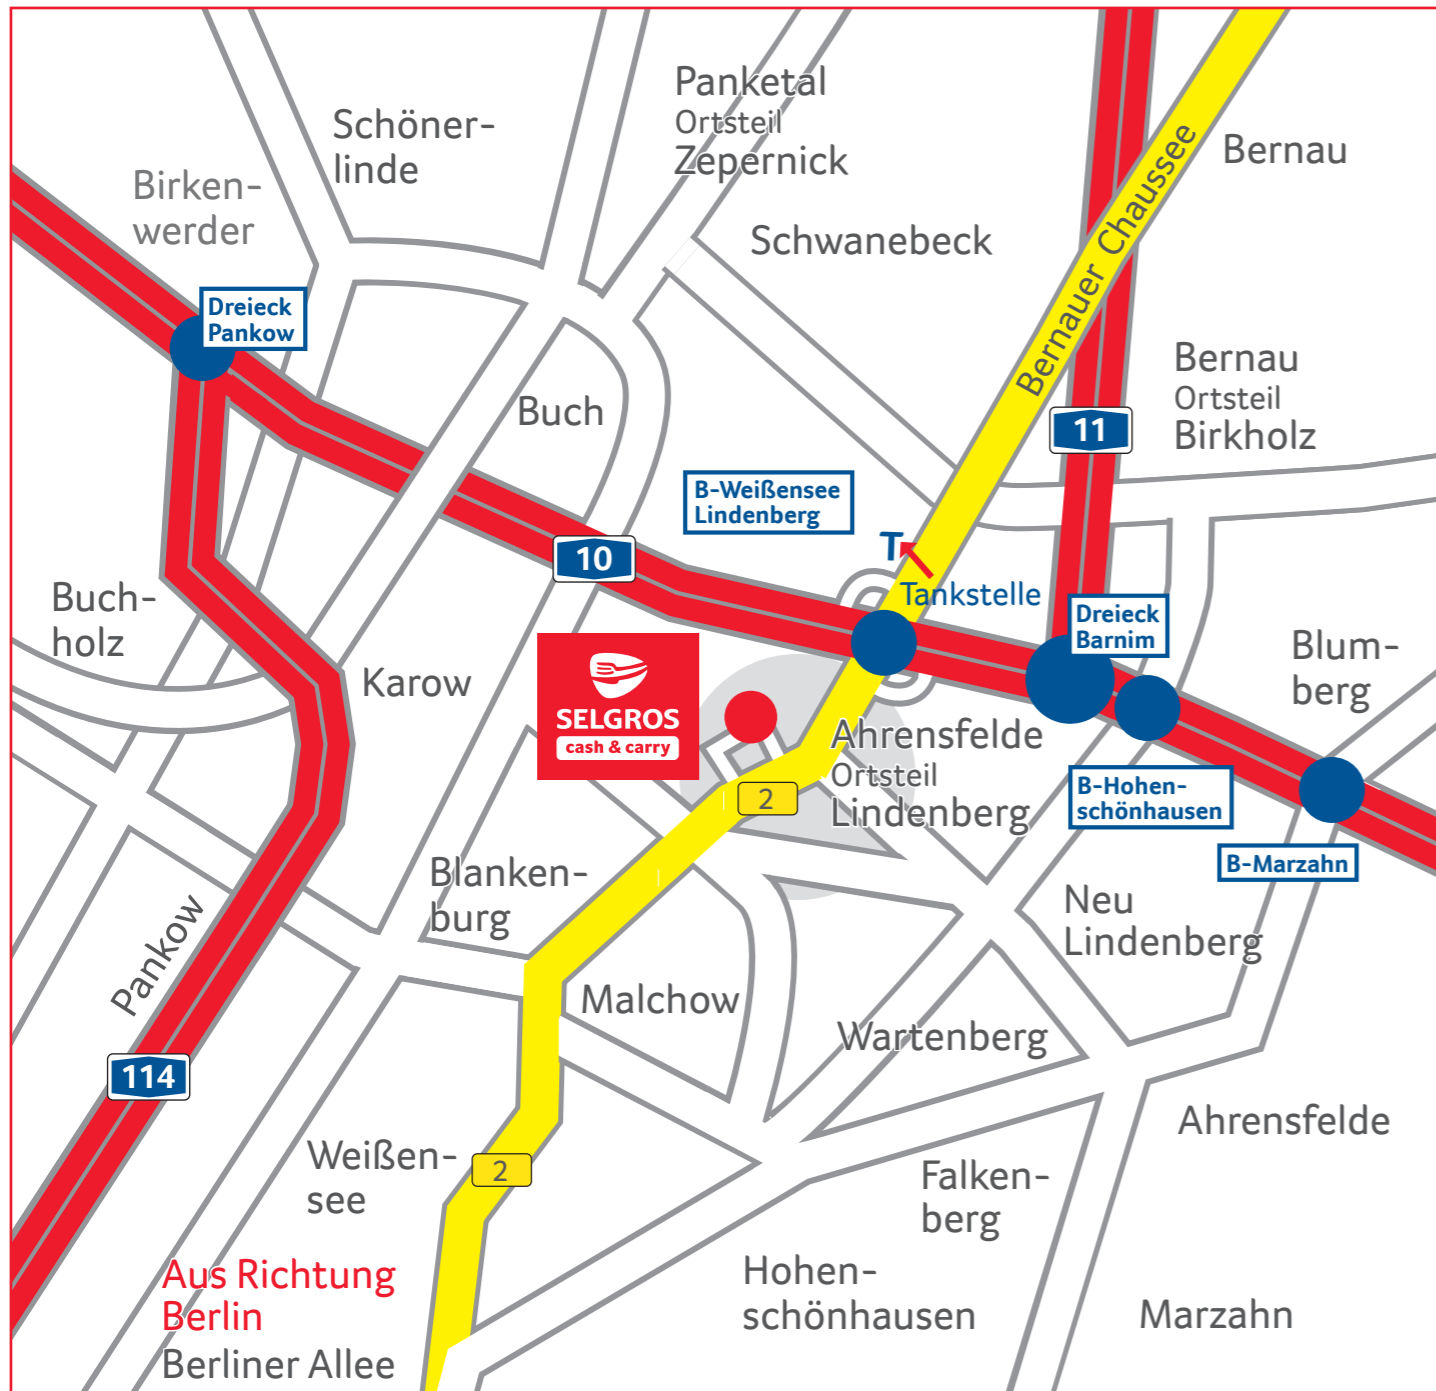 Panketal
Ortsteil
Zepernick
Schöner-
linde
Bernau
Birken-
werder
Schwanebeck
Bernauer Chaussee
Dreieck
Pankow
Bernau
Ortsteil
Birkholz
Buch
11
B-Weißensee
Lindenberg
10
T
Tankstelle
Buch-
holz
Dreieck
Barnim
Blum-
berg
Karow
SELGROS
cash & carry
Ahrensfelde
Ortsteil
Lindenberg
2
B-Hohen-
schönhausen
B-Marzahn
Blanken-
burg
Neu
Lindenberg
Pankow
Malchow
Wartenberg
114
Ahrensfelde
Weißen-
see
2
Falken-
berg
Aus Richtung
Berlin
Berliner Allee
Hohen-
schönhausen
Marzahn